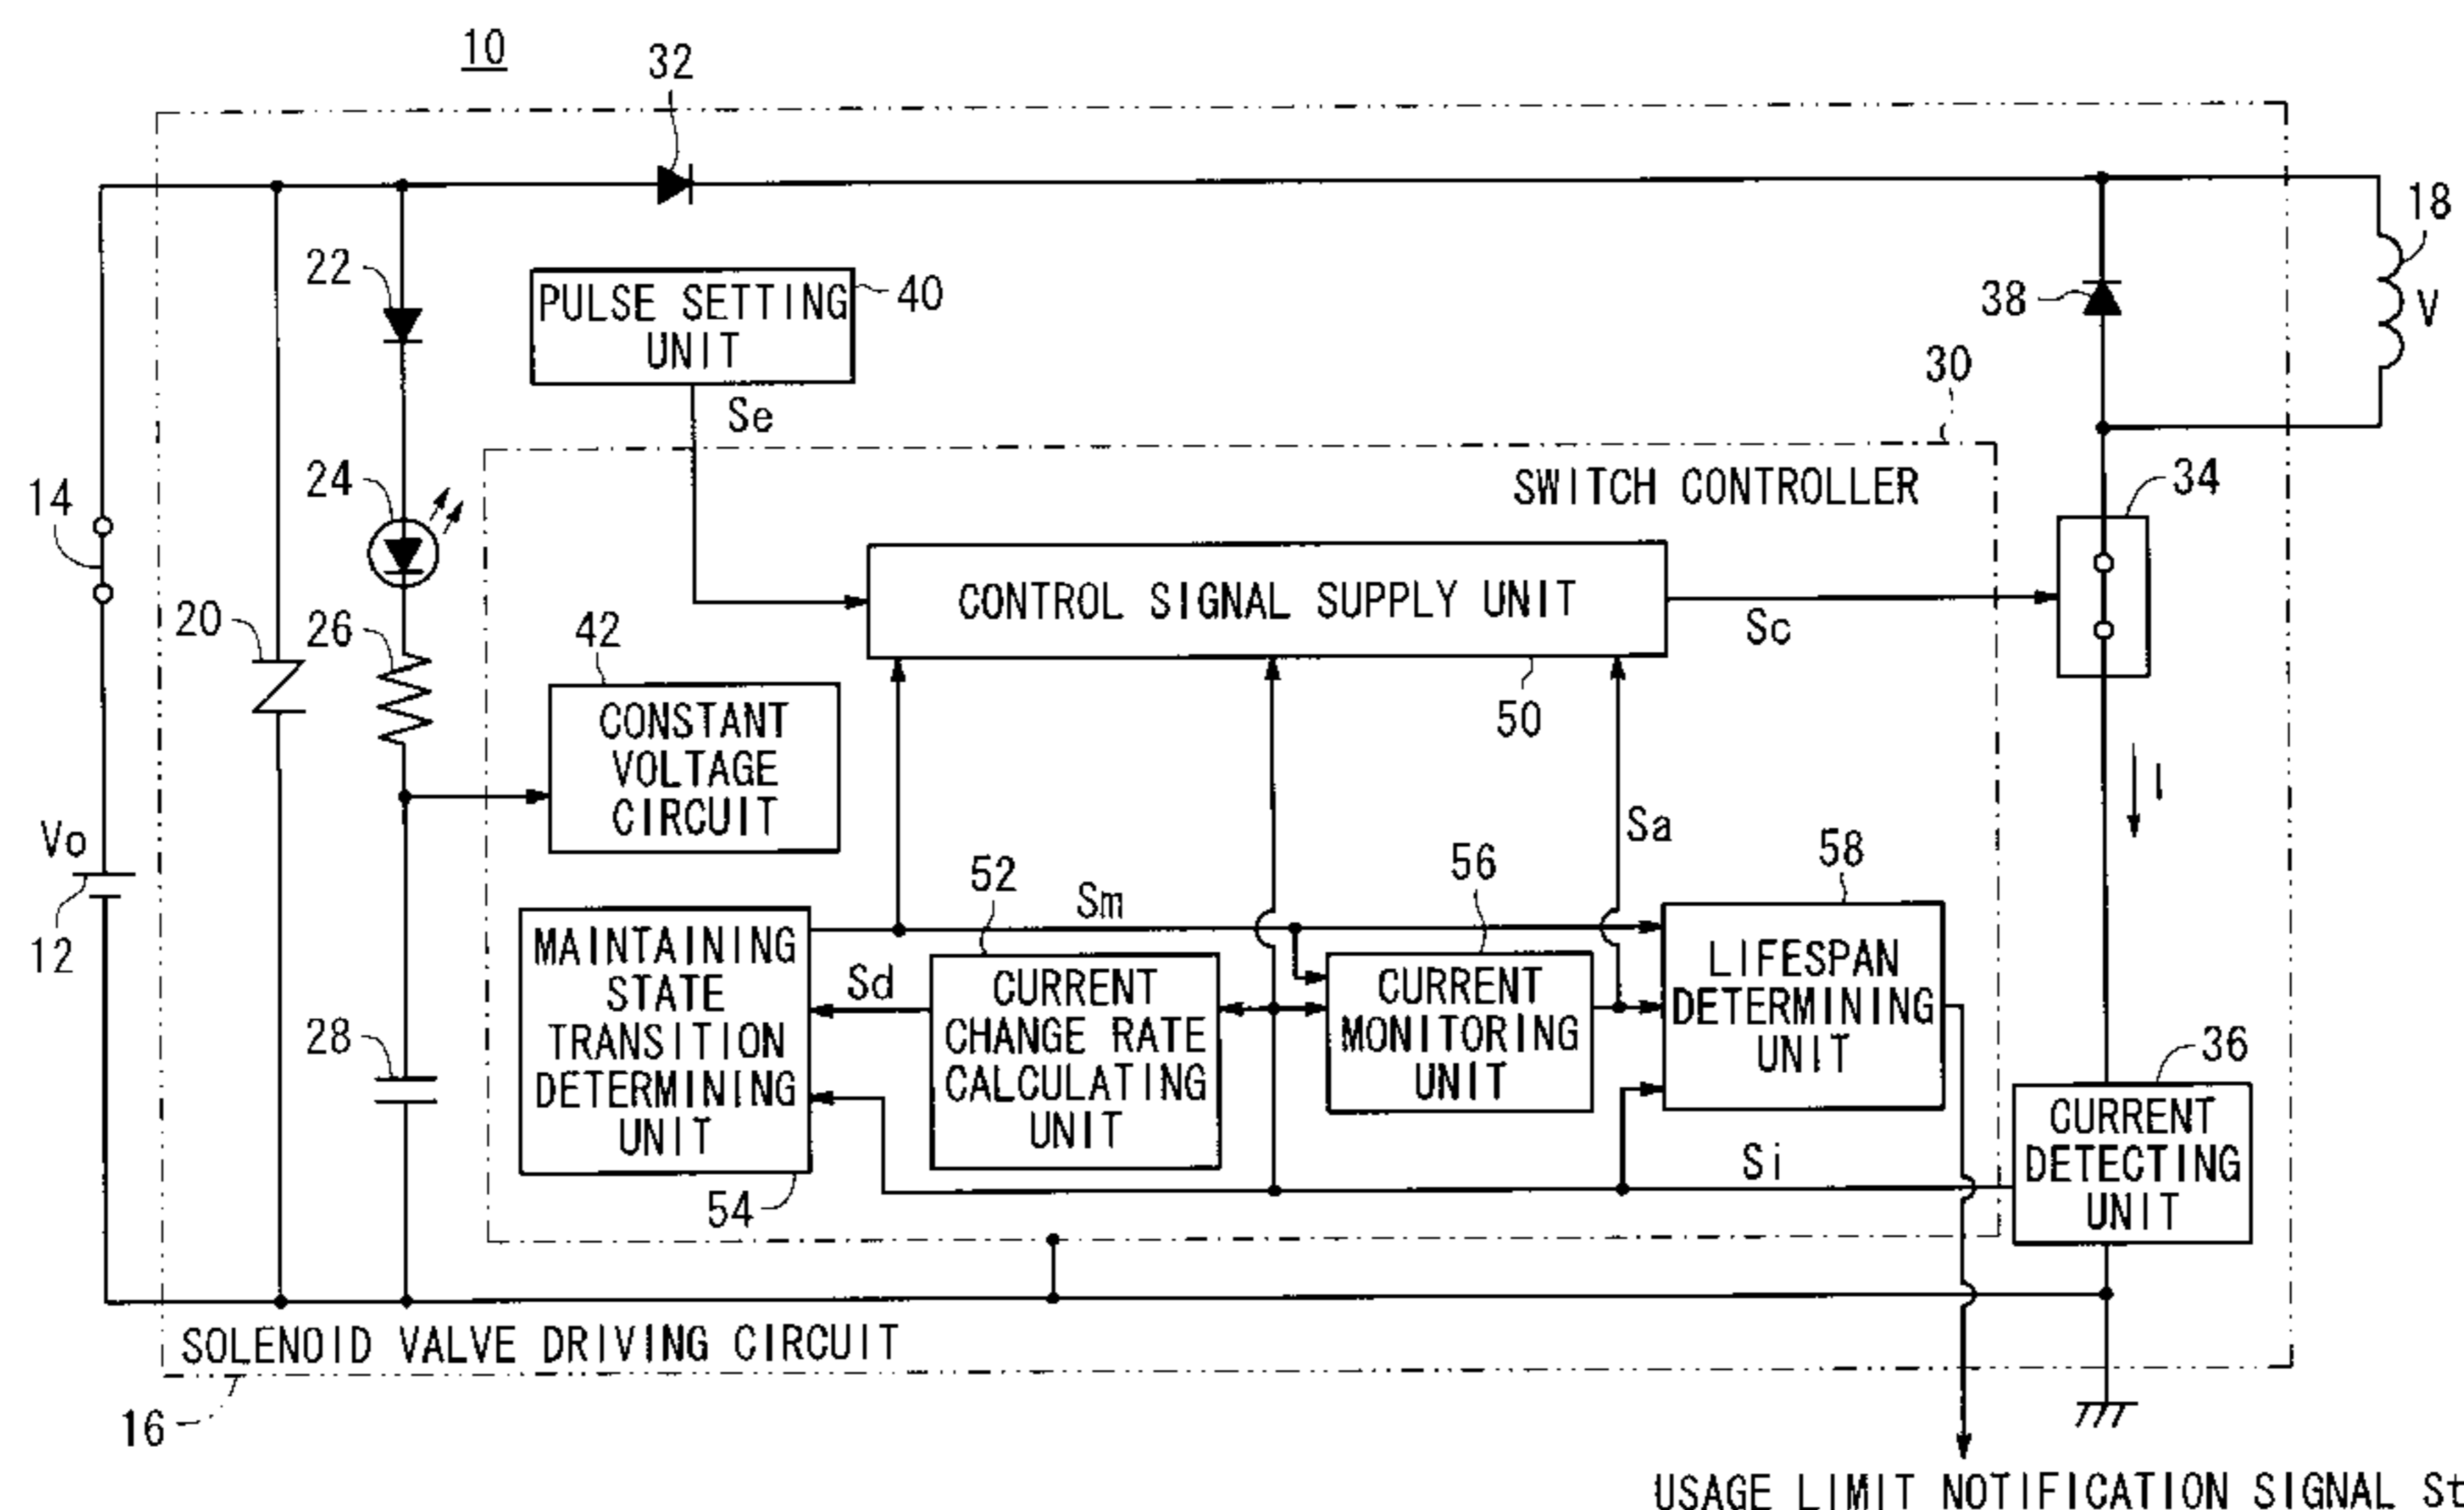 10
32
18
22
PULSE SETTING
UNIT
40
38
V
30
Se
24
SWITCH CONTROLLER
34
14
CONTROL SIGNAL SUPPLY UNIT
Sc
20
26
42
50
CONSTANT
VOLTAGE
CIRCUIT
I
Vo
Sa
12
52
56
58
Sm
MAINTAINING
STATE
TRANSITION
DETERMINING
UNIT
Sd
CURRENT
CHANGE RATE
CALCULATING
UNIT
CURRENT
MONITORING
UNIT
LIFESPAN
DETERMINING
UNIT
28
36
CURRENT
DETECTING
UNIT
Si
54
SOLENOID VALVE DRIVING CIRCUIT
16
USAGE LIMIT NOTIFICATION SIGNAL St